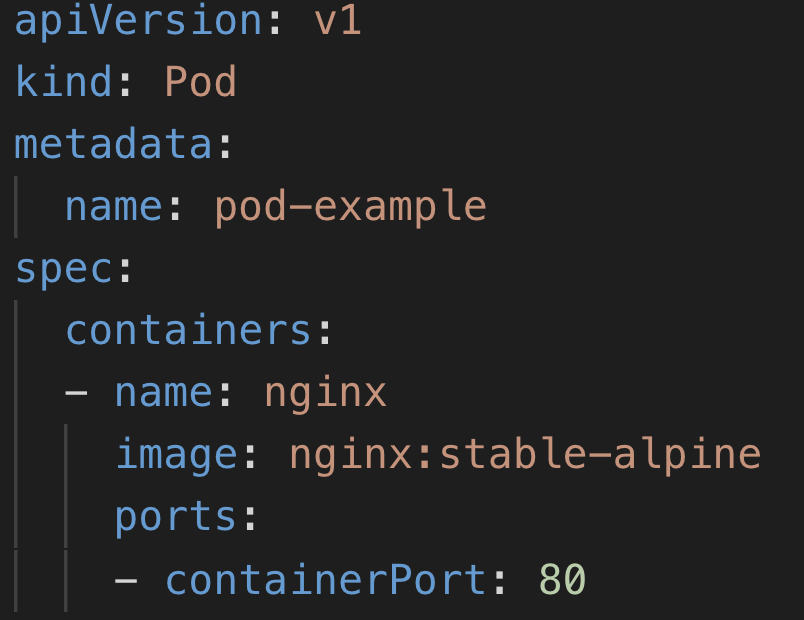 apiVersion: v1
kind: Pod
metadata:
  name: pod-example
spec:
  containers:
  - name: nginx
    image: nginx:stable-alpine
    ports:
    - containerPort: 80